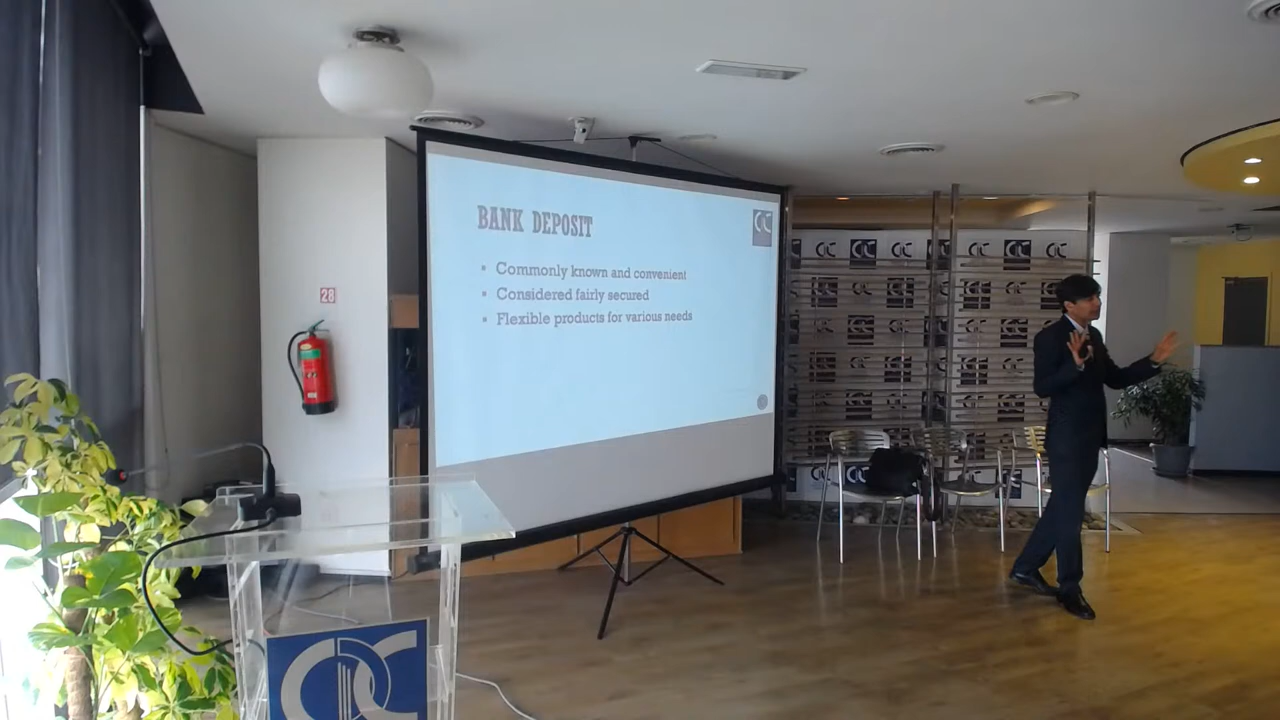 BANK DEPOSIT
▪ Commonly known and convenient
▪ Considered fairly secured
▪ Flexible products for various needs
28